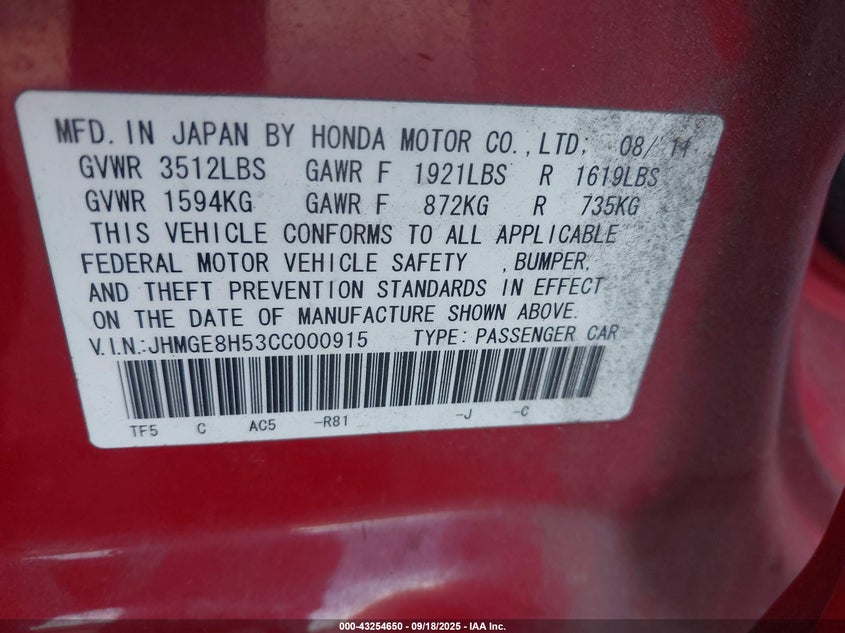 MFD. IN JAPAN BY HONDA MOTOR CO., LTD, 08/ 11
GVWR 3512LBS GAWR F 1921LBS R 1619LBS
GVWR 1594KG GAWR F 872KG R 735KG
THIS VEHICLE CONFORMS TO ALL APPLICABLE
FEDERAL MOTOR VEHICLE SAFETY , BUMPER,
AND THEFT PREVENTION STANDARDS IN EFFECT
ON THE DATE OF MANUFACTURE SHOWN ABOVE.
V.I.N.:JHMGE8H53CC000915 TYPE: PASSENGER CAR
TF5 C AC5 -R81 -J -C
000-43254650 - 09/18/2025 - IAA Inc.